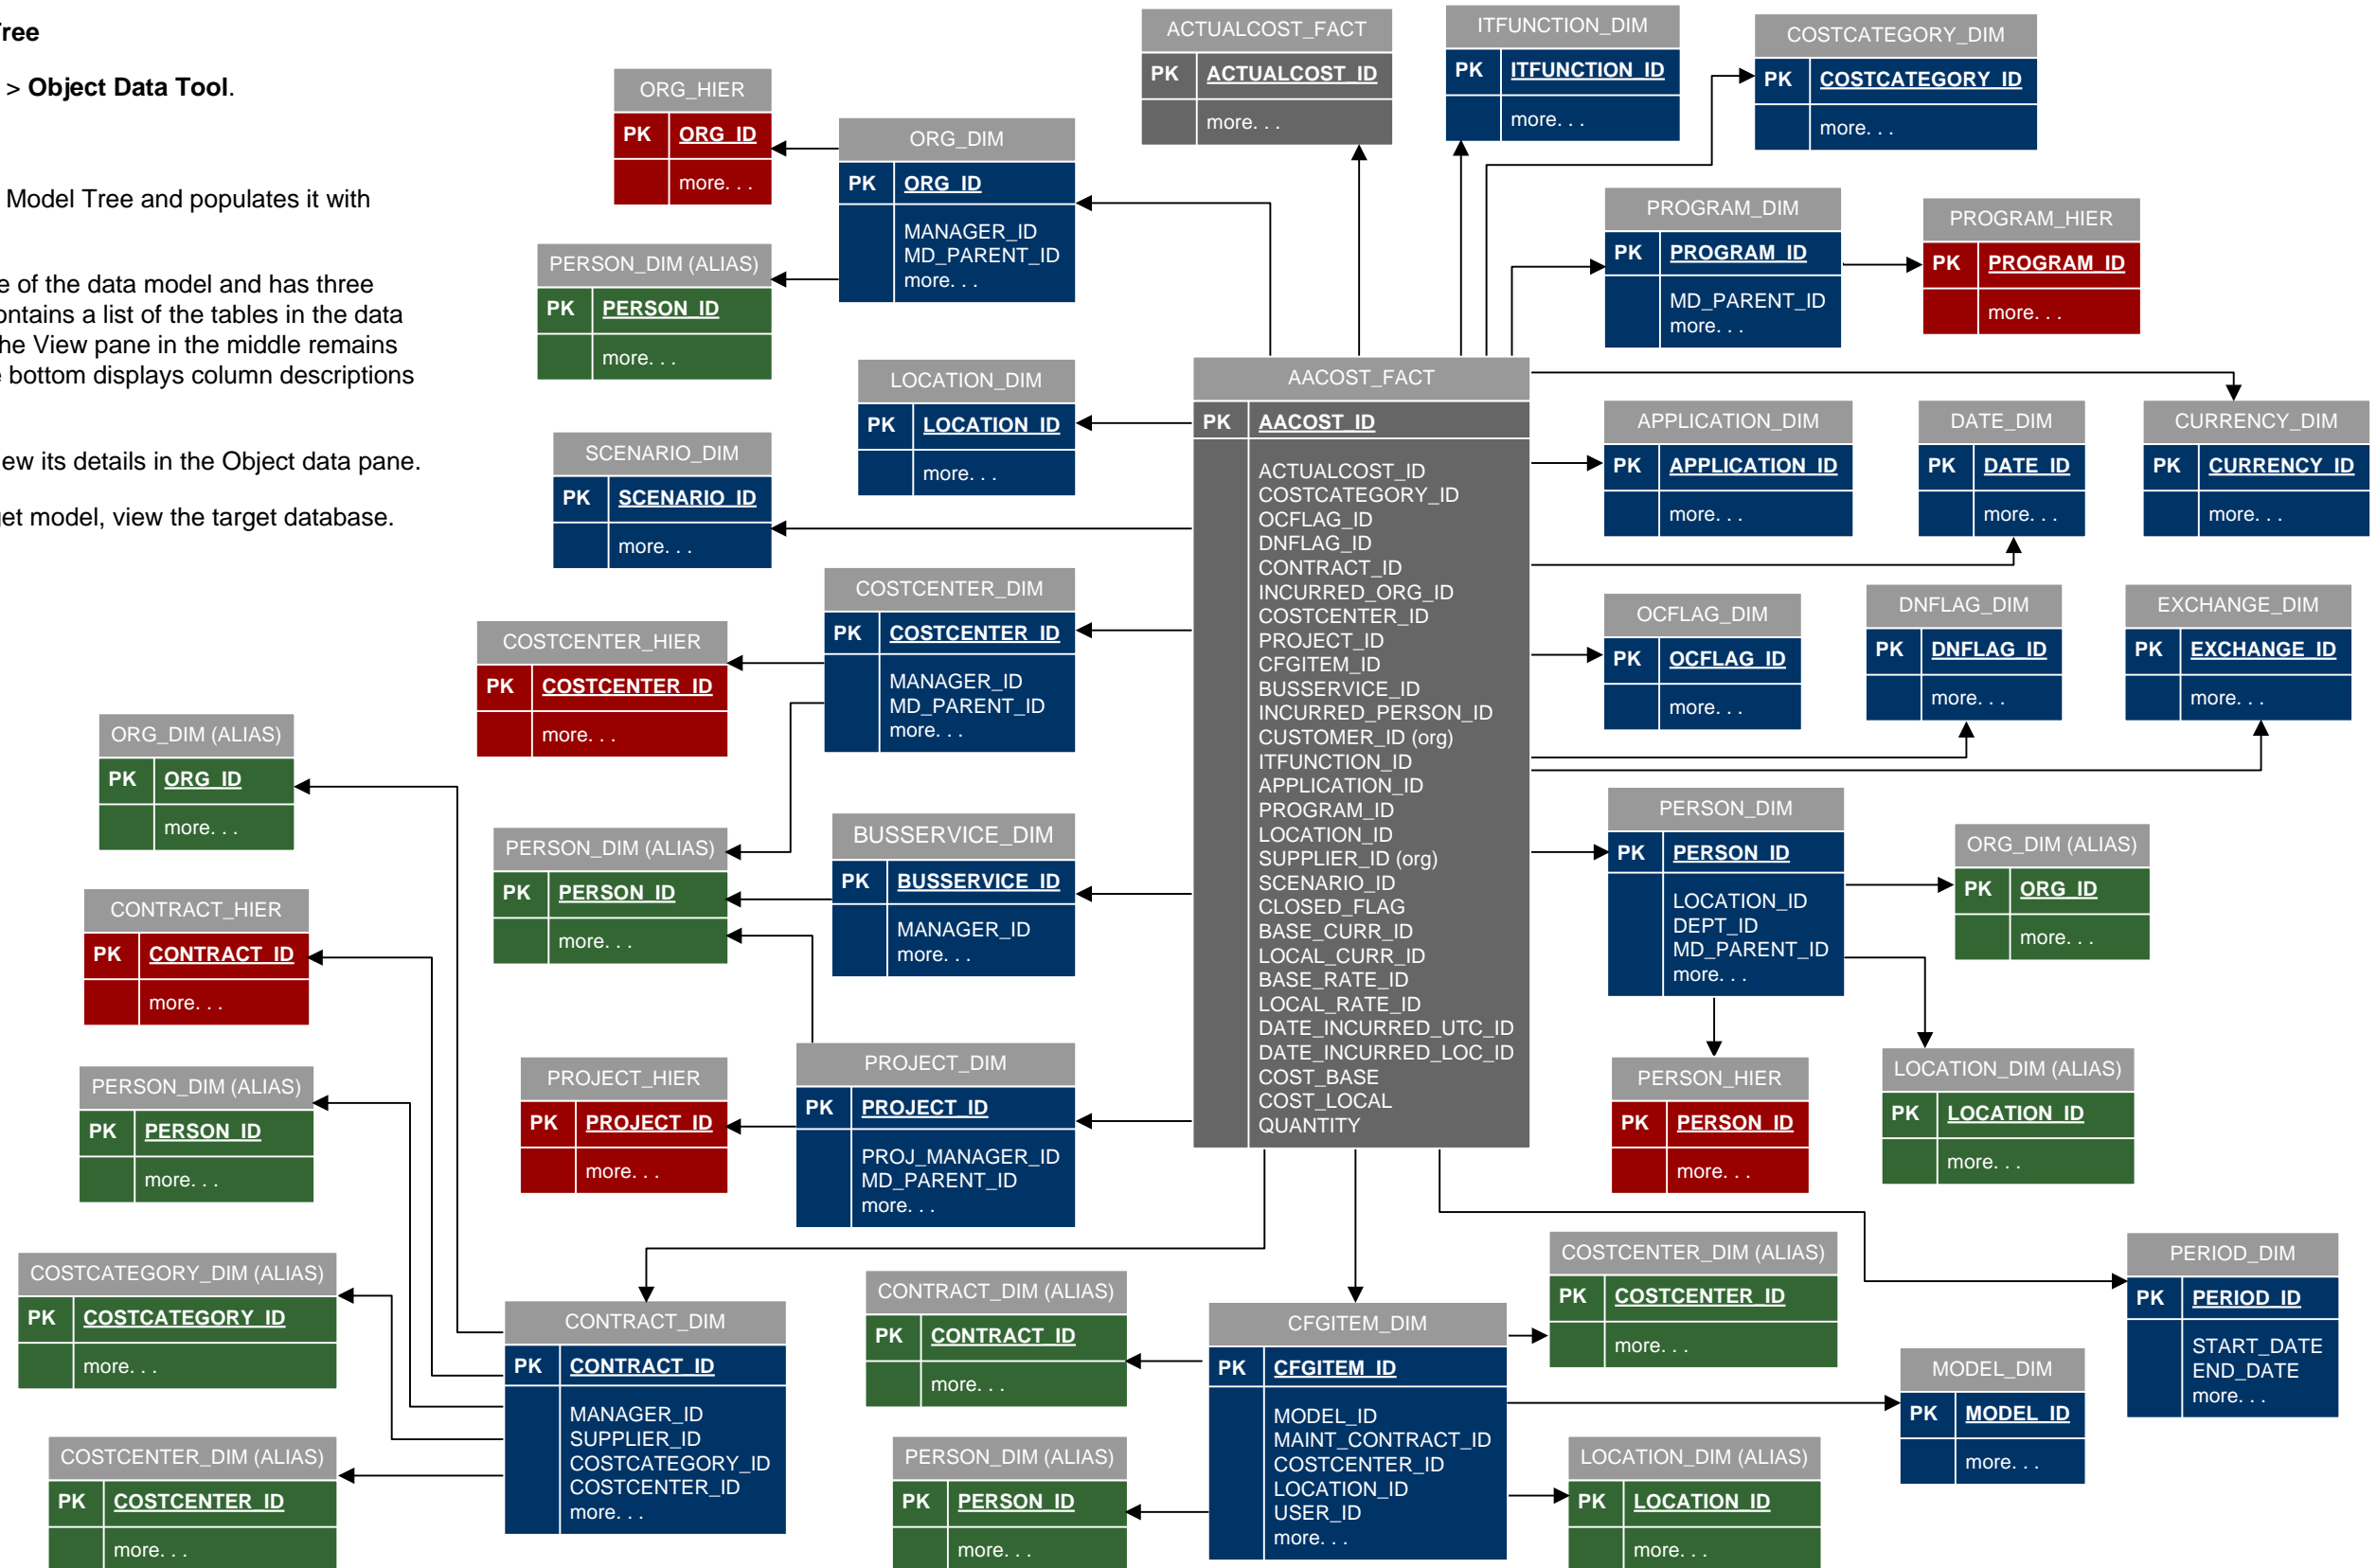 Tree
> Object Data Tool.
Model Tree and populates it with
e of the data model and has three
ontains a list of the tables in the data
he View pane in the middle remains
e bottom displays column descriptions
ew its details in the Object data pane.
get model, view the target database.
ORG_HIER
PK ORG_ID
more. . .
ORG_DIM
PK ORG_ID
MANAGER_ID
MD_PARENT_ID
more. . .
PERSON_DIM (ALIAS)
PK PERSON_ID
more. . .
ACTUALCOST_FACT
PK ACTUALCOST_ID
more. . .
ITFUNCTION_DIM
PK ITFUNCTION_ID
more. . .
COSTCATEGORY_DIM
PK COSTCATEGORY_ID
more. . .
PROGRAM_DIM
PK PROGRAM_ID
MD_PARENT_ID
more. . .
PROGRAM_HIER
PK PROGRAM_ID
more. . .
LOCATION_DIM
PK LOCATION_ID
more. . .
SCENARIO_DIM
PK SCENARIO_ID
more. . .
AACOST_FACT
PK AACOST_ID
ACTUALCOST_ID
COSTCATEGORY_ID
OCFLAG_ID
DNFLAG_ID
CONTRACT_ID
INCURRED_ORG_ID
COSTCENTER_ID
PROJECT_ID
CFGITEM_ID
BUSSERVICE_ID
INCURRED_PERSON_ID
CUSTOMER_ID (org)
ITFUNCTION_ID
APPLICATION_ID
PROGRAM_ID
LOCATION_ID
SUPPLIER_ID (org)
SCENARIO_ID
CLOSED_FLAG
BASE_CURR_ID
LOCAL_CURR_ID
BASE_RATE_ID
LOCAL_RATE_ID
DATE_INCURRED_UTC_ID
DATE_INCURRED_LOC_ID
COST_BASE
COST_LOCAL
QUANTITY
APPLICATION_DIM
PK APPLICATION_ID
more. . .
DATE_DIM
PK DATE_ID
more. . .
CURRENCY_DIM
PK CURRENCY_ID
more. . .
OCFLAG_DIM
PK OCFLAG_ID
more. . .
DNFLAG_DIM
PK DNFLAG_ID
more. . .
EXCHANGE_DIM
PK EXCHANGE_ID
more. . .
COSTCENTER_DIM
PK COSTCENTER_ID
MANAGER_ID
MD_PARENT_ID
more. . .
COSTCENTER_HIER
PK COSTCENTER_ID
more. . .
ORG_DIM (ALIAS)
PK ORG_ID
more. . .
PERSON_DIM (ALIAS)
PK PERSON_ID
more. . .
BUSSERVICE_DIM
PK BUSSERVICE_ID
MANAGER_ID
more. . .
PERSON_DIM
PK PERSON_ID
LOCATION_ID
DEPT_ID
MD_PARENT_ID
more. . .
ORG_DIM (ALIAS)
PK ORG_ID
more. . .
CONTRACT_HIER
PK CONTRACT_ID
more. . .
PERSON_DIM (ALIAS)
PK PERSON_ID
more. . .
PROJECT_HIER
PK PROJECT_ID
more. . .
PROJECT_DIM
PK PROJECT_ID
PROJ_MANAGER_ID
MD_PARENT_ID
more. . .
PERSON_HIER
PK PERSON_ID
more. . .
LOCATION_DIM (ALIAS)
PK LOCATION_ID
more. . .
COSTCATEGORY_DIM (ALIAS)
PK COSTCATEGORY_ID
more. . .
COSTCENTER_DIM (ALIAS)
PK COSTCENTER_ID
more. . .
CONTRACT_DIM
PK CONTRACT_ID
MANAGER_ID
SUPPLIER_ID
COSTCATEGORY_ID
COSTCENTER_ID
more. . .
CONTRACT_DIM (ALIAS)
PK CONTRACT_ID
more. . .
PERSON_DIM (ALIAS)
PK PERSON_ID
more. . .
CFGITEM_DIM
PK CFGITEM_ID
MODEL_ID
MAINT_CONTRACT_ID
COSTCENTER_ID
LOCATION_ID
USER_ID
more. . .
COSTCENTER_DIM (ALIAS)
PK COSTCENTER_ID
more. . .
MODEL_DIM
PK MODEL_ID
more. . .
LOCATION_DIM (ALIAS)
PK LOCATION_ID
more. . .
PERIOD_DIM
PK PERIOD_ID
START_DATE
END_DATE
more. . .